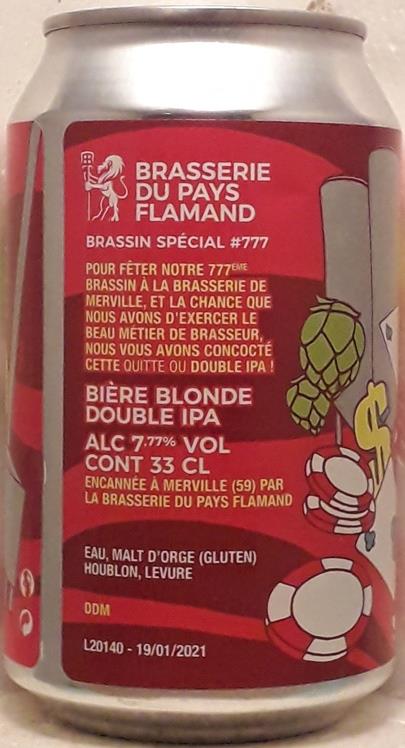 BRASSERIE
DU PAYS
FLAMAND
BRASSIN SPÉCIAL #777
POUR FÊTER NOTRE 777ÈME
BRASSIN À LA BRASSERIE DE
MERVILLE, ET LA CHANCE QUE
NOUS AVONS D'EXERCER LE
BEAU MÉTIER DE BRASSEUR,
NOUS VOUS AVONS CONCOCTÉ
CETTE QUITTE OU DOUBLE IPA !
BIÈRE BLONDE
DOUBLE IPA
ALC 7.77% VOL
CONT 33 CL
ENCANNÉE À MERVILLE (59) PAR
LA BRASSERIE DU PAYS FLAMAND
EAU, MALT D'ORGE (GLUTEN)
HOUBLON, LEVURE
DDM
L20140 - 19/01/2021
$